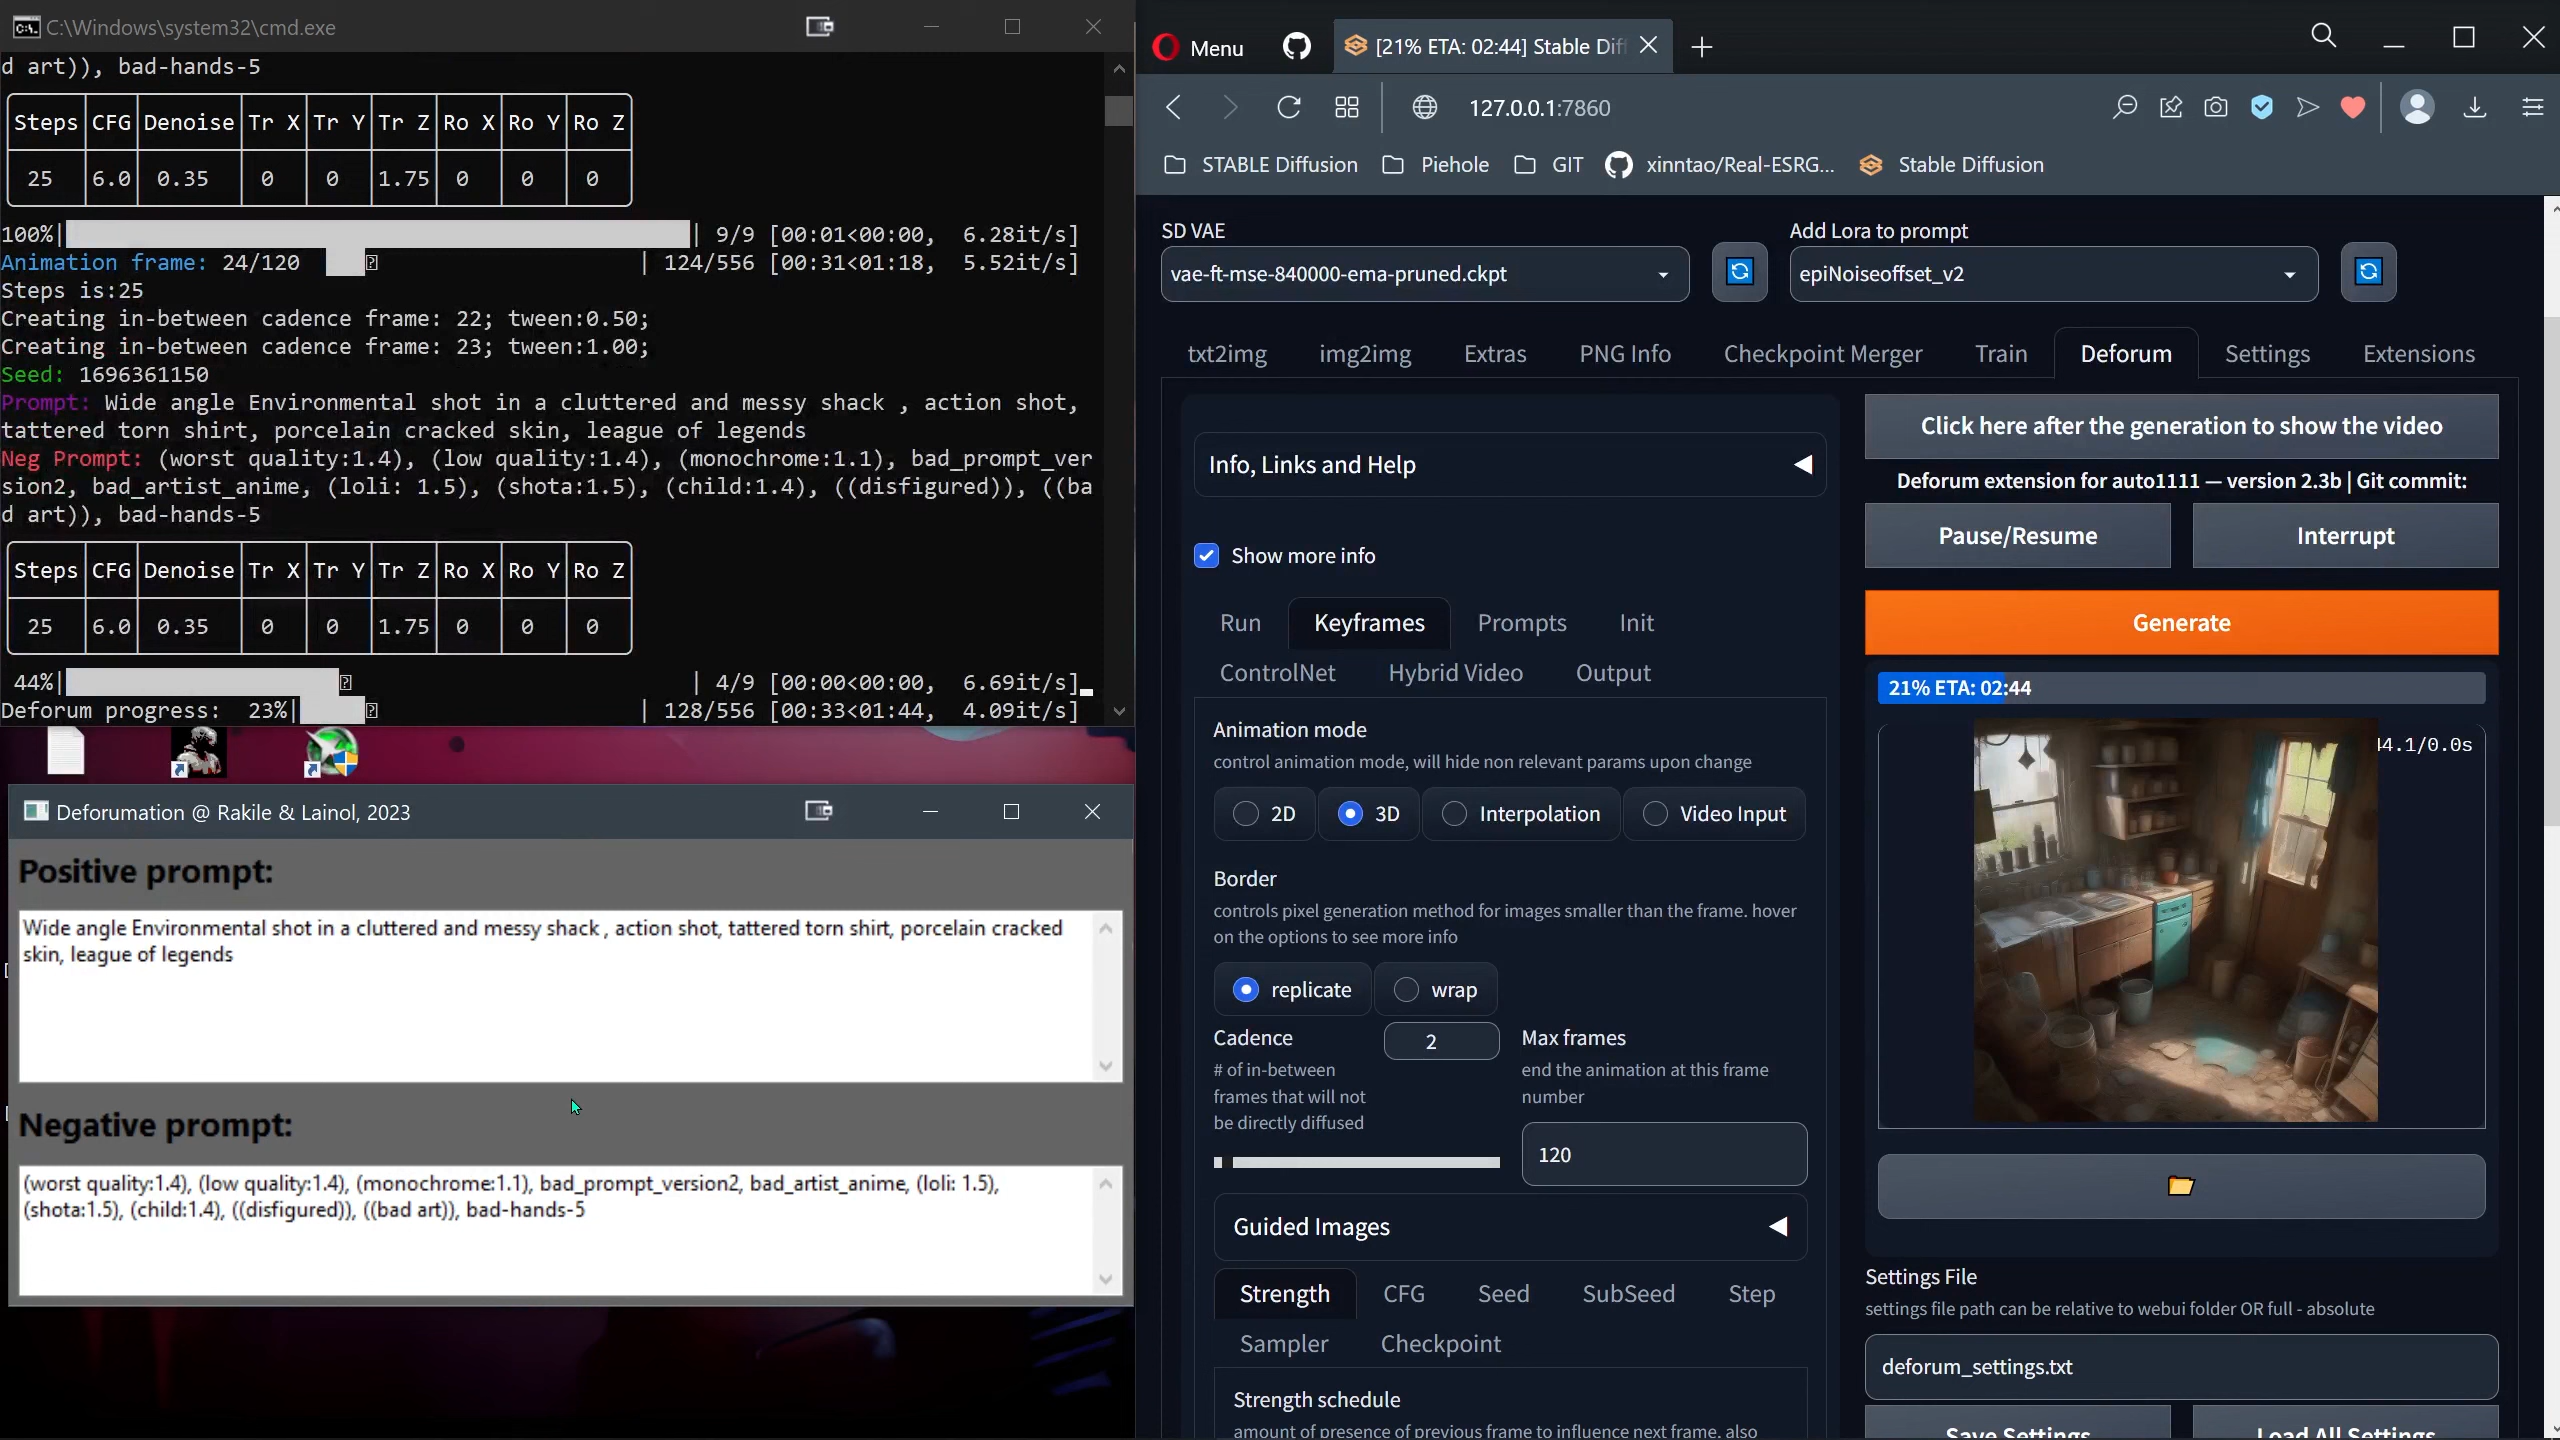 C:\Windows\system32\cmd.exe
d art)), bad-hands-5
Steps CFG Denoise Tr X Tr Y Tr Z Ro X Ro Y Ro Z
25 6.0 0.35 0 0 1.75 0 0 0
100%| | 9/9 [00:01<00:00, 6.28it/s]
Animation frame: 24/120 | 124/556 [00:31<01:18, 5.52it/s]
Steps is:25
Creating in-between cadence frame: 22; tween:0.50;
Creating in-between cadence frame: 23; tween:1.00;
Seed: 1696361150
Prompt: Wide angle Environmental shot in a cluttered and messy shack , action shot,
tattered torn shirt, porcelain cracked skin, league of legends
Neg Prompt: (worst quality:1.4), (low quality:1.4), (monochrome:1.1), bad_prompt_ver
sion2, bad_artist_anime, (loli: 1.5), (shota:1.5), (child:1.4), ((disfigured)), ((ba
d art)), bad-hands-5
Steps CFG Denoise Tr X Tr Y Tr Z Ro X Ro Y Ro Z
25 6.0 0.35 0 0 1.75 0 0 0
44%| | 4/9 [00:00<00:00, 6.69it/s]
Deforum progress: 23%| | 128/556 [00:33<01:44, 4.09it/s]
Deforumation @ Rakile & Lainol, 2023
Positive prompt:
Wide angle Environmental shot in a cluttered and messy shack , action shot, tattered torn shirt, porcelain cracked
skin, league of legends
Negative prompt:
(worst quality:1.4), (low quality:1.4), (monochrome:1.1), bad_prompt_version2, bad_artist_anime, (loli: 1.5),
(shota:1.5), (child:1.4), ((disfigured)), ((bad art)), bad-hands-5
Menu
[21% ETA: 02:44] Stable Dif
127.0.0.1:7860
STABLE Diffusion Piehole GIT xinntao/Real-ESRG... Stable Diffusion
SD VAE
vae-ft-mse-840000-ema-pruned.ckpt
Add Lora to prompt
epiNoiseoffset_v2
txt2img img2img Extras PNG Info Checkpoint Merger Train Deforum Settings Extensions
Info, Links and Help
Show more info
Run Keyframes Prompts Init
ControlNet Hybrid Video Output
Animation mode
control animation mode, will hide non relevant params upon change
2D 3D Interpolation Video Input
Border
controls pixel generation method for images smaller than the frame. hover
on the options to see more info
replicate wrap
Cadence
2
# of in-between
frames that will not
be directly diffused
Max frames
end the animation at this frame
number
120
Guided Images
Strength CFG Seed SubSeed Step
Sampler Checkpoint
Strength schedule
amount of presence of previous frame to influence next frame. also
Click here after the generation to show the video
Deforum extension for auto1111 — version 2.3b | Git commit:
Pause/Resume Interrupt
Generate
21% ETA: 02:44
44.1/0.0s
Settings File
settings file path can be relative to webui folder OR full - absolute
deforum_settings.txt
Save Settings Load All Settings